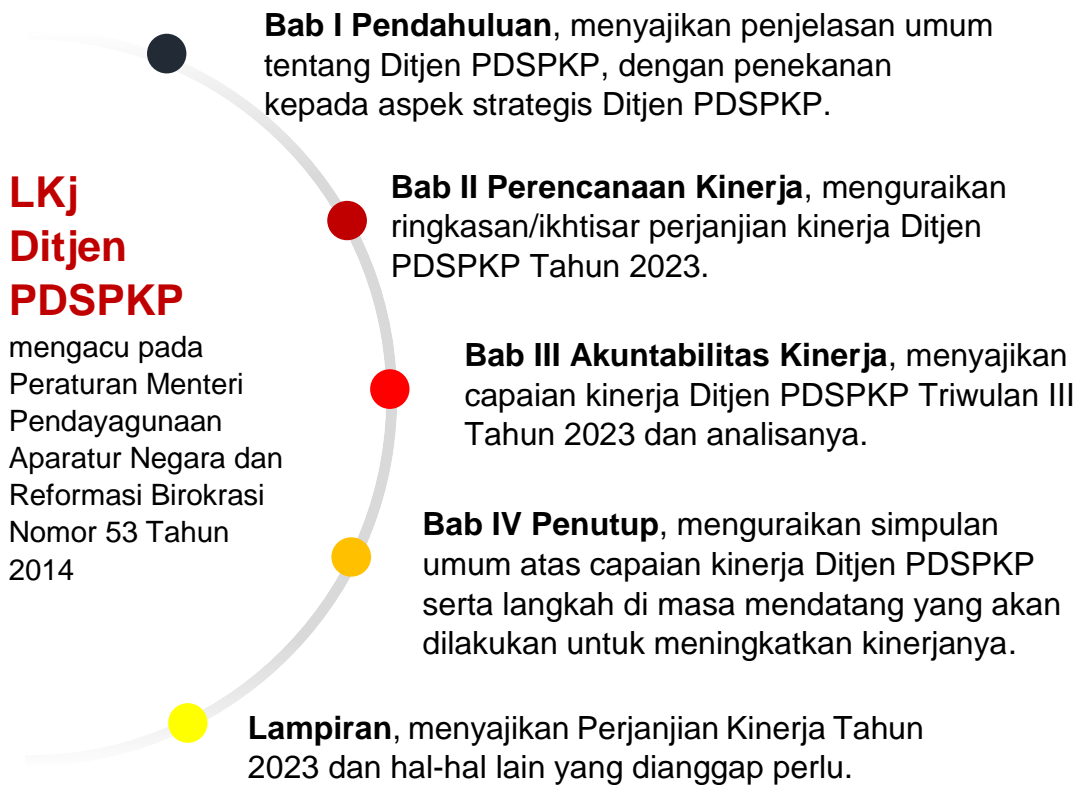 Bab I Pendahuluan, menyajikan penjelasan umum
tentang Ditjen PDSPKP, dengan penekanan
kepada aspek strategis Ditjen PDSPKP.
LKj
Ditjen
PDSPKP
mengacu pada
Peraturan Menteri
Pendayagunaan
Aparatur Negara dan
Reformasi Birokrasi
Nomor 53 Tahun
2014
Bab II Perencanaan Kinerja, menguraikan
ringkasan/ikhtisar perjanjian kinerja Ditjen
PDSPKP Tahun 2023.
Bab III Akuntabilitas Kinerja, menyajikan
capaian kinerja Ditjen PDSPKP Triwulan III
Tahun 2023 dan analisanya.
Bab IV Penutup, menguraikan simpulan
umum atas capaian kinerja Ditjen PDSPKP
serta langkah di masa mendatang yang akan
dilakukan untuk meningkatkan kinerjanya.
Lampiran, menyajikan Perjanjian Kinerja Tahun
2023 dan hal-hal lain yang dianggap perlu.